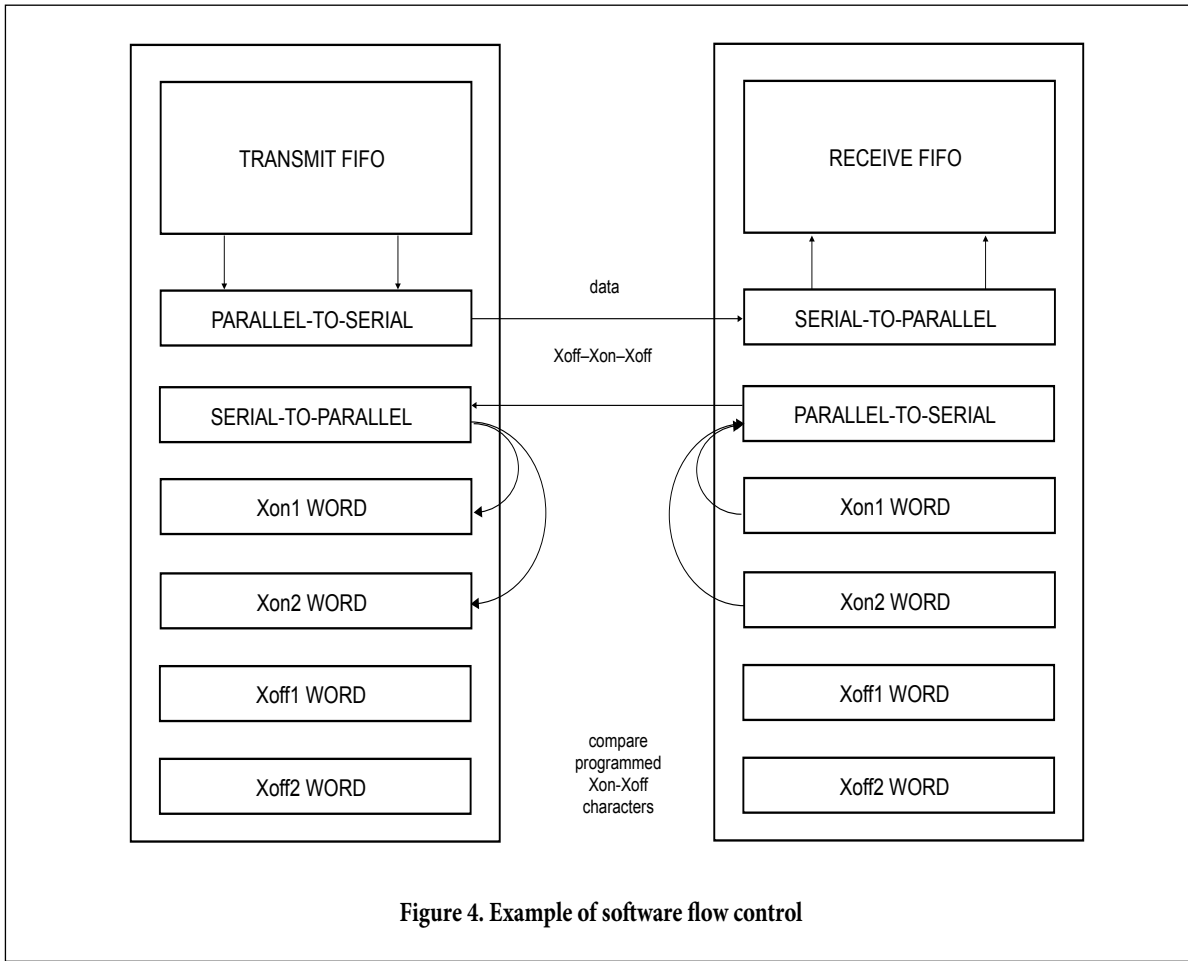 TRANSMIT FIFO
PARALLEL-TO-SERIAL
SERIAL-TO-PARALLEL
Xon1 WORD
Xon2 WORD
Xoff1 WORD
Xoff2 WORD
data
Xoff–Xon–Xoff
compare
programmed
Xon-Xoff
characters
RECEIVE FIFO
SERIAL-TO-PARALLEL
PARALLEL-TO-SERIAL
Xon1 WORD
Xon2 WORD
Xoff1 WORD
Xoff2 WORD
Figure 4. Example of software flow control